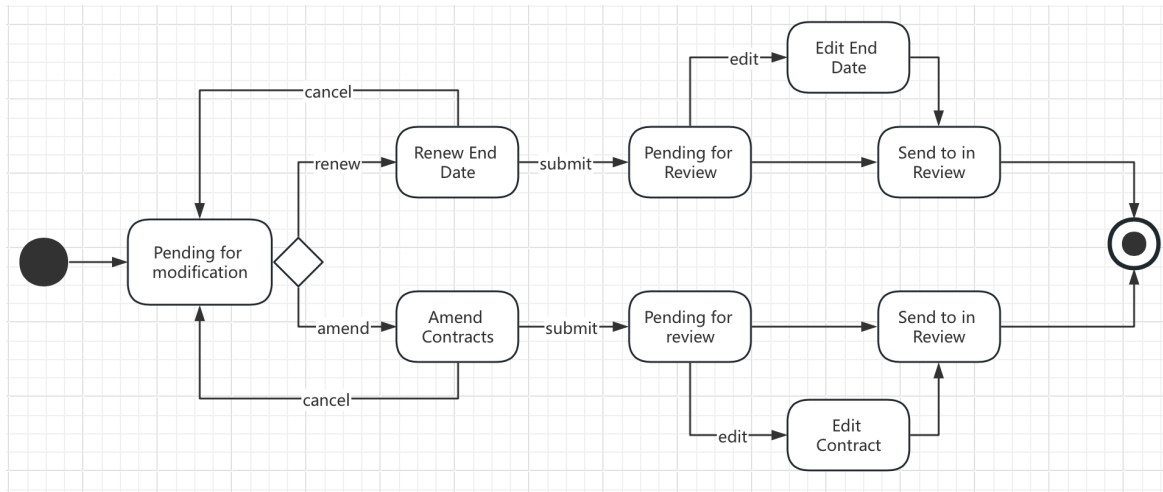 Edit End
Date
edit
cancel
Renew End
Date
renew
submit
Pending for
Review
Send to in
Review
Pending for
modification
Amend
Contracts
amend
submit
Pending for
review
Send to in
Review
cancel
edit
Edit
Contract